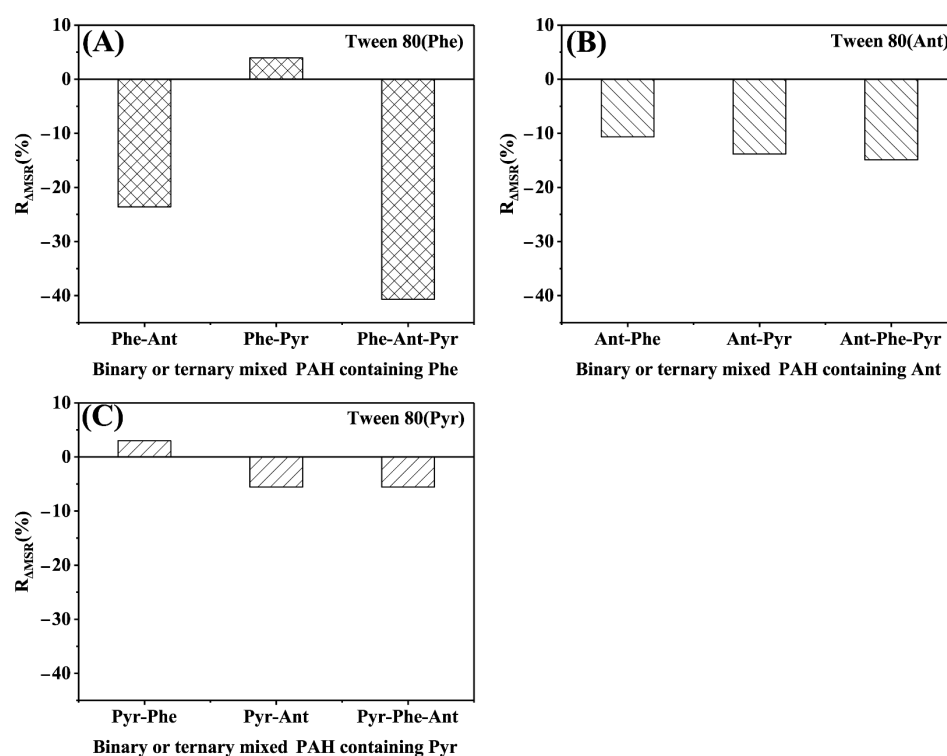 (A)
Tween 80(Phe)
10
0
−10
−20
−30
−40
RΔMSR(%)
Phe-Ant Phe-Pyr Phe-Ant-Pyr
Binary or ternary mixed PAH containing Phe
(B)
Tween 80(Ant)
10
0
−10
−20
−30
−40
RΔMSR(%)
Ant-Phe Ant-Pyr Ant-Phe-Pyr
Binary or ternary mixed PAH containing Ant
(C)
Tween 80(Pyr)
10
0
−10
−20
−30
−40
RΔMSR(%)
Pyr-Phe Pyr-Ant Pyr-Phe-Ant
Binary or ternary mixed PAH containing Pyr